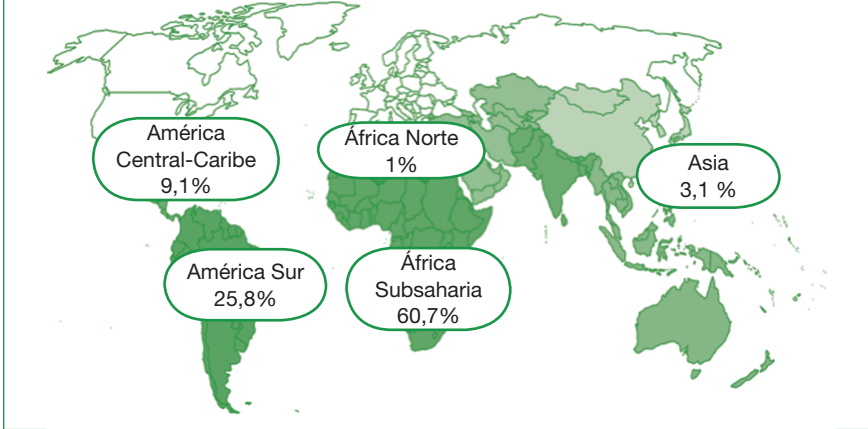 América
Central-Caribe
9,1%
África Norte
1%
Asia
3,1 %
América Sur
25,8%
África
Subsaharia
60,7%